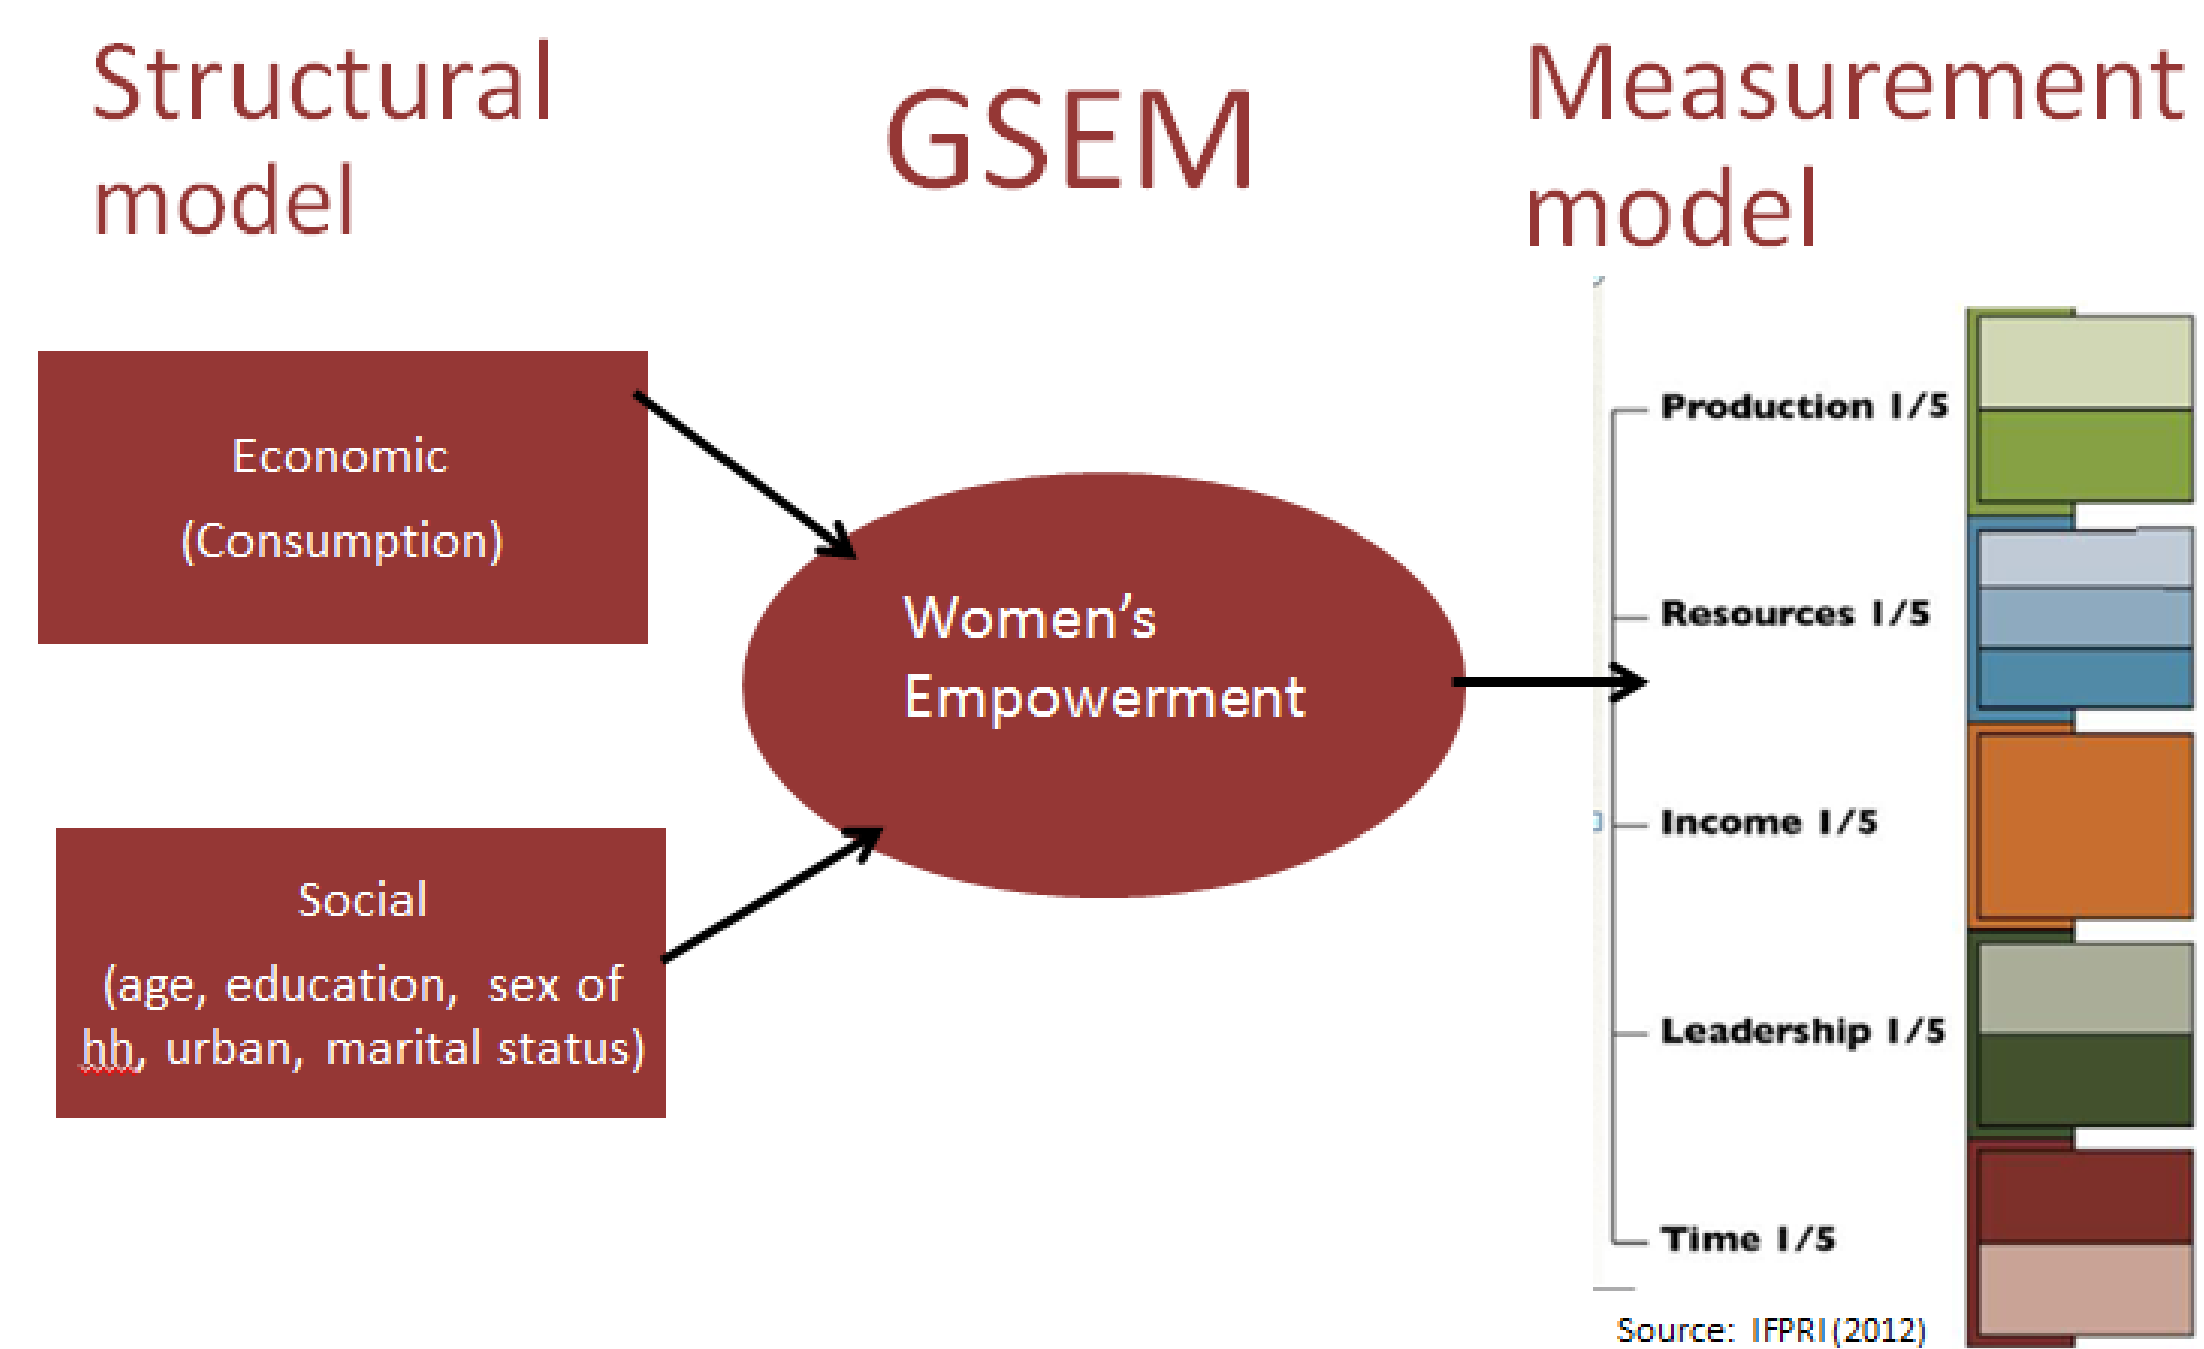 Structural
model
GSEM
Measurement
model
Economic
(Consumption)
Social
(age, education, sex of
hh, urban, marital status)
Women’s
Empowerment
Production 1/5
Resources 1/5
Income 1/5
Leadership 1/5
Time 1/5
Source: IFPRI (2012)